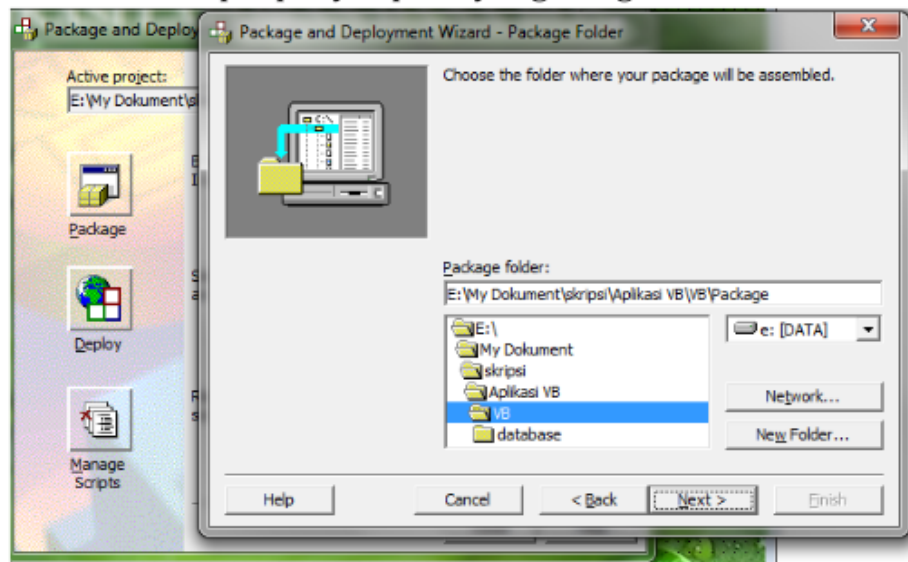 Package and Deploy
Package and Deployment Wizard - Package Folder
Active project:
E:\My Dokument\s
Choose the folder where your package will be assembled.
Package
Deploy
Manage
Scripts
Package folder:
E:\My Dokument\skripsi\Aplikasi VB\VB\Package
E:\
My Dokument
skripsi
Aplikasi VB
VB
database
e: [DATA]
Network...
New Folder...
Help
Cancel
< Back
Next >
Finish